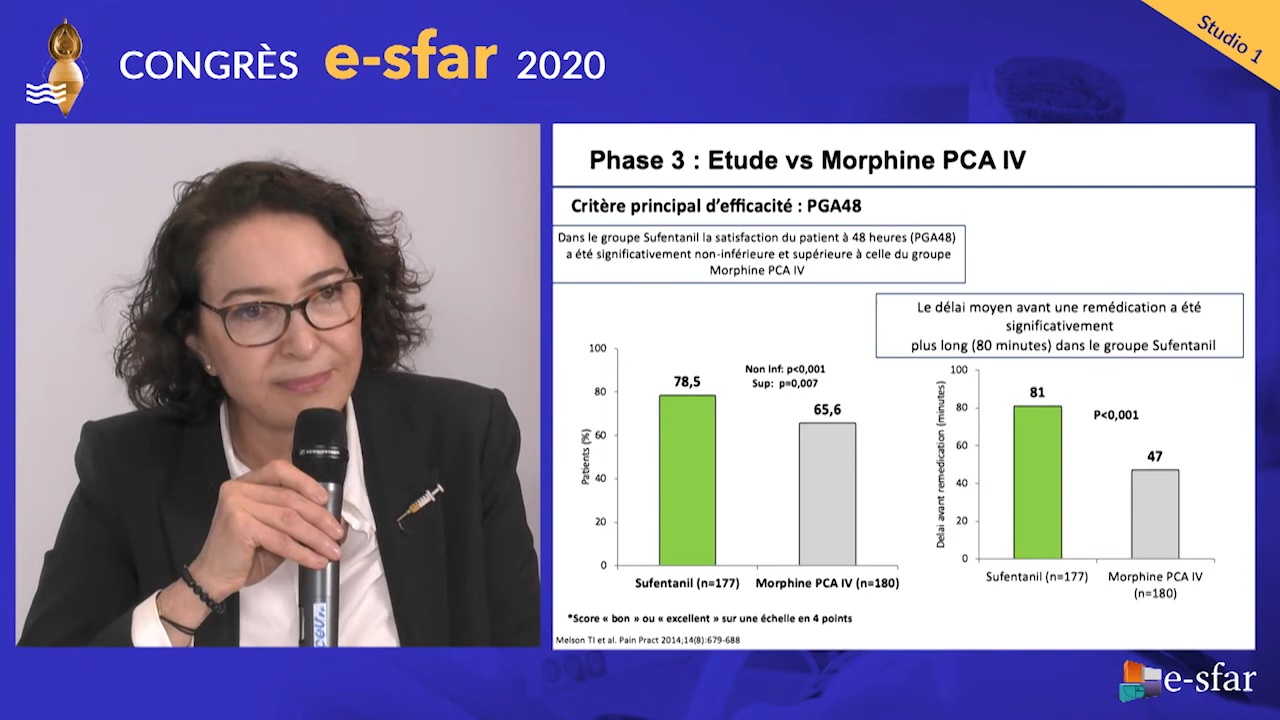 CONGRÈS e-sfar 2020
Studio 1
Phase 3 : Etude vs Morphine PCA IV
Critère principal d'efficacité : PGA48
Dans le groupe Sufentanil la satisfaction du patient à 48 heures (PGA48)
a été significativement non-inférieure et supérieure à celle du groupe
Morphine PCA IV
Le délai moyen avant une remédication a été
significativement
plus long (80 minutes) dans le groupe Sufentanil
Patients (%)
100
80
60
40
20
0
78,5
Non Inf: p<0,001
Sup: p=0,007
65,6
Sufentanil (n=177)
Morphine PCA IV (n=180)
Delai avant remedication (minutes)
100
80
60
40
20
0
81
P<0,001
47
Sufentanil (n=177)
Morphine PCA IV
(n=180)
*Score « bon » ou « excellent » sur une échelle en 4 points
Melson TI et al. Pain Pract 2014;14(8):679-688
e-sfar